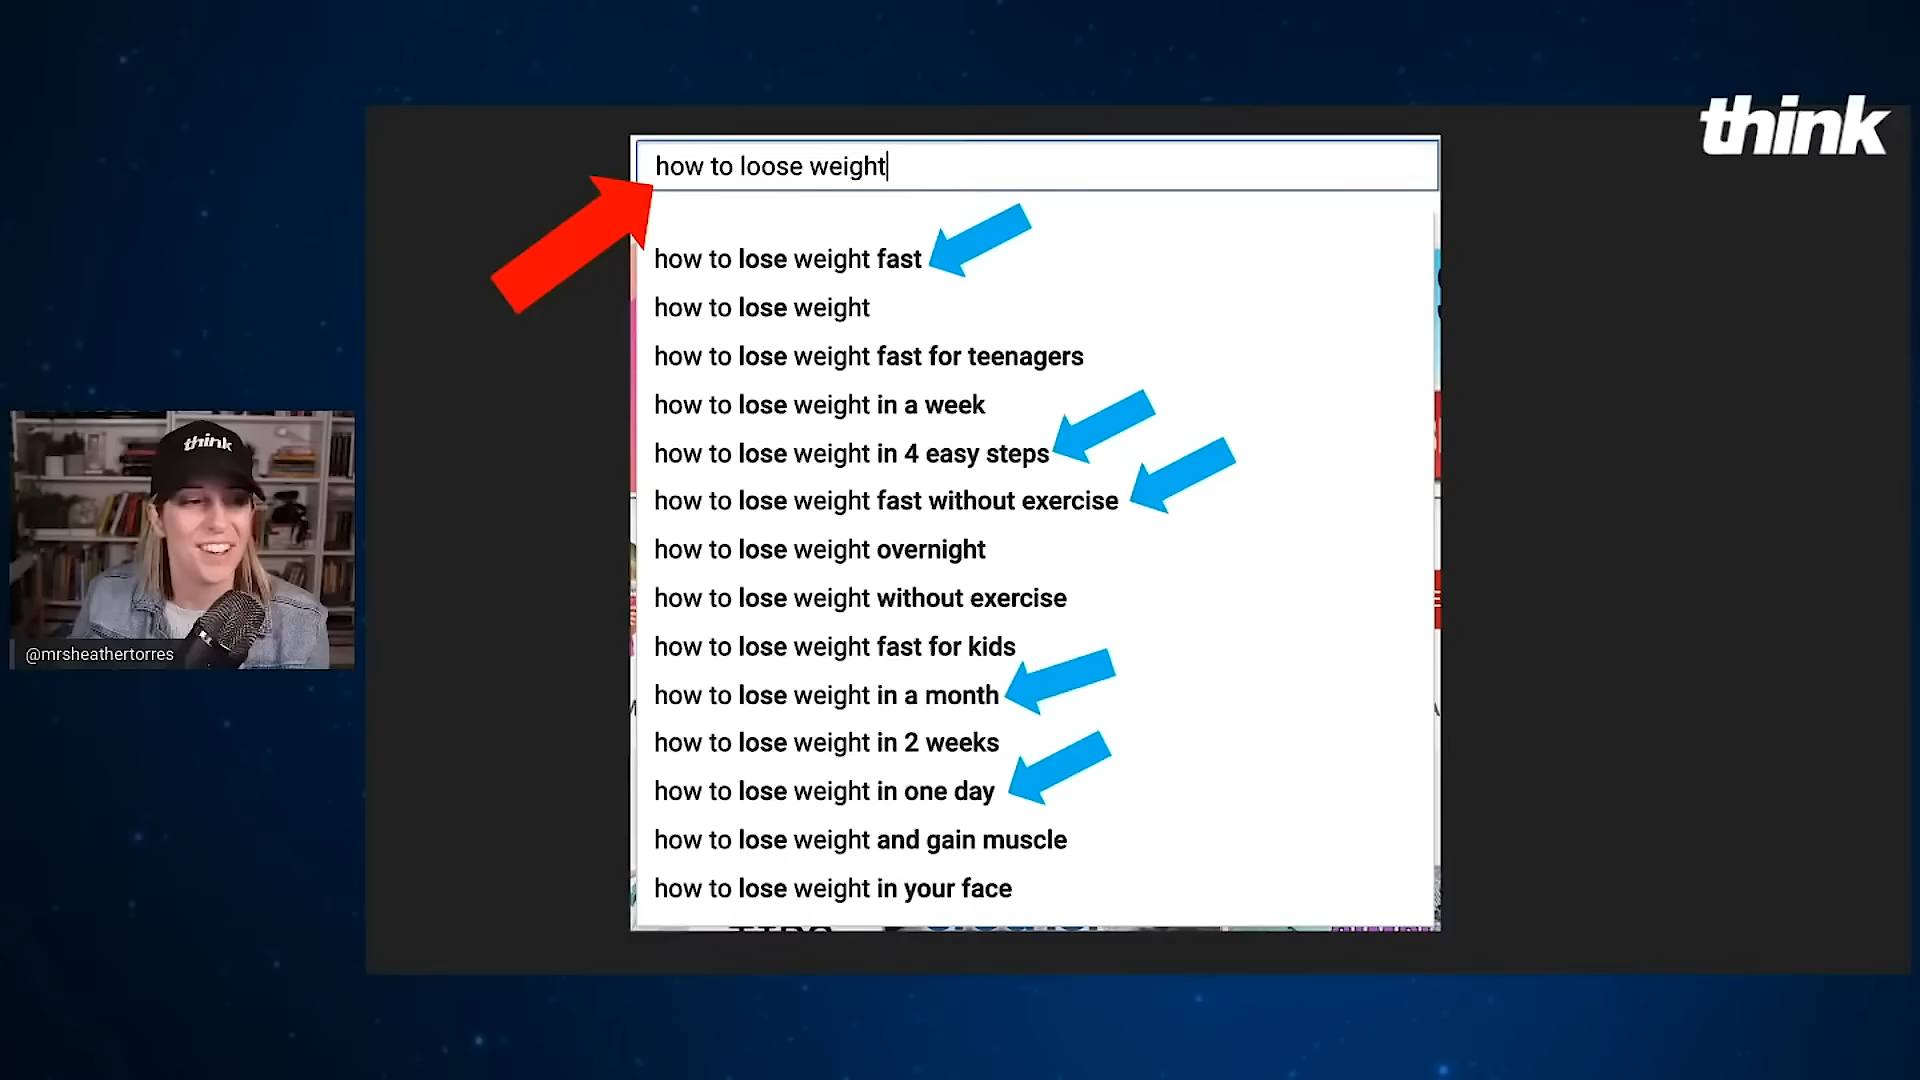 think
how to loose weight
how to lose weight fast
how to lose weight
how to lose weight fast for teenagers
how to lose weight in a week
how to lose weight in 4 easy steps
how to lose weight fast without exercise
how to lose weight overnight
how to lose weight without exercise
how to lose weight fast for kids
how to lose weight in a month
how to lose weight in 2 weeks
how to lose weight in one day
how to lose weight and gain muscle
how to lose weight in your face
think
@mrsheathertorres